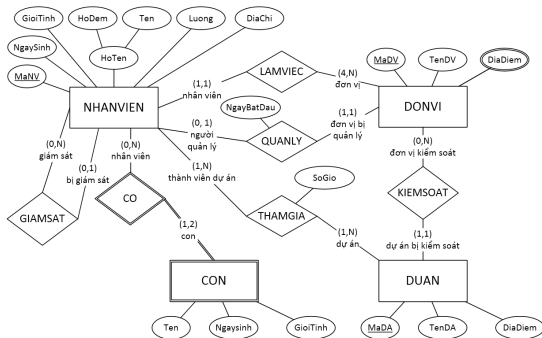 GioiTinh
HoDem
Ten
Luong
DiaChi
NgaySinh
HoTen
MaNV
NHANVIEN
(1,1)
nhân viên
LAMVIEC
(4,N)
đơn vị
MaDV
TenDV
DiaDiem
DONVI
NgayBatDau
(0, 1)
người
quản lý
QUANLY
(1,1)
đơn vị bị
quản lý
(0,N)
giám sát
(0,1)
bị giám sát
GIAMSAT
(0,N)
nhân viên
CO
(1,N)
thành viên dự án
(0,N)
đơn vị kiểm soát
KIEMSOAT
SoGio
THAMGIA
(1,2)
con
(1,N)
dự án
(1,1)
dự án bị kiểm soát
CON
DUAN
Ten
Ngaysinh
GioiTinh
MaDA
TenDA
DiaDiem